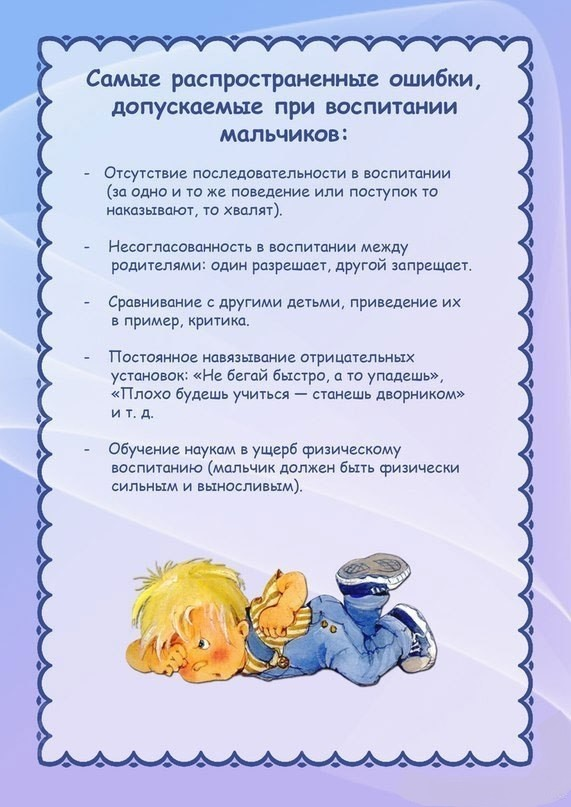 Самые распространенные ошибки,
допускаемые при воспитании
мальчиков:
- Отсутствие последовательности в воспитании
(за одно и то же поведение или поступок то
наказывают, то хвалят).
- Несогласованность в воспитании между
родителями: один разрешает, другой запрещает.
- Сравнивание с другими детьми, приведение их
в пример, критика.
- Постоянное навязывание отрицательных
установок: «Не бегай быстро, а то упадешь»,
«Плохо будешь учиться — станешь дворником»
и т. д.
- Обучение наукам в ущерб физическому
воспитанию (мальчик должен быть физически
сильным и выносливым).